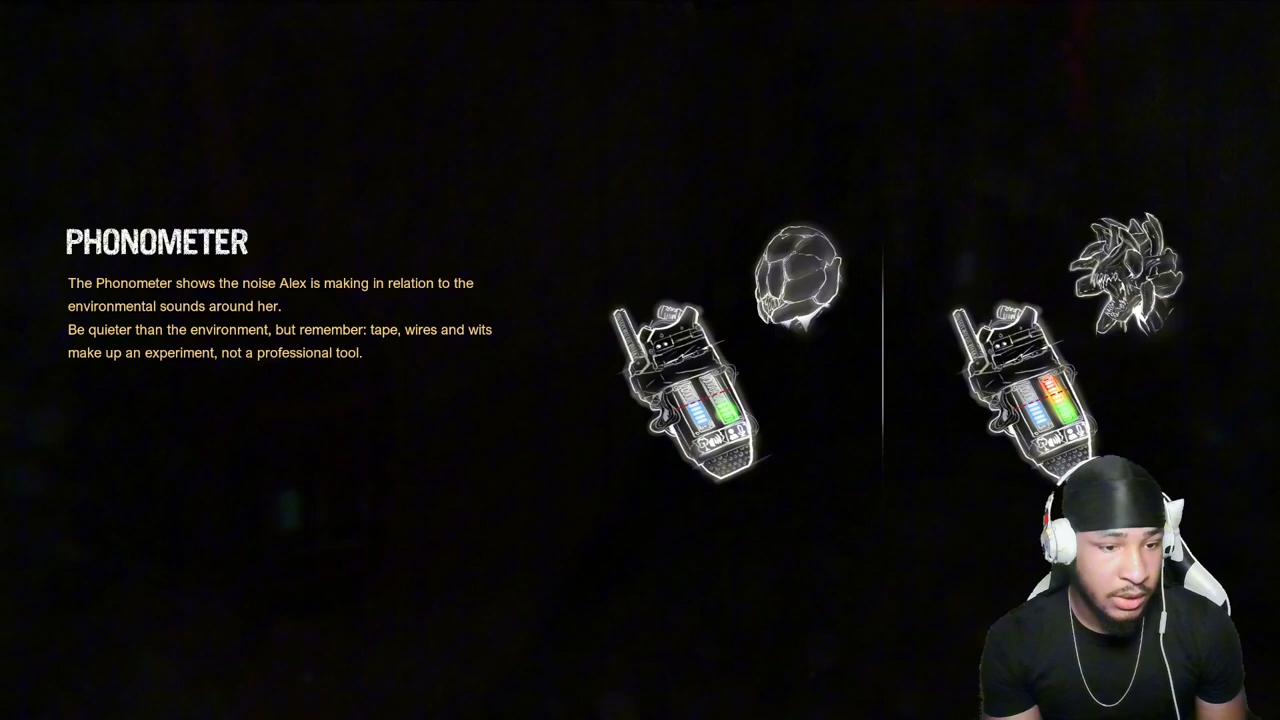 PHONOMETER
The Phonometer shows the noise Alex is making in relation to the
environmental sounds around her.
Be quieter than the environment, but remember: tape, wires and wits
make up an experiment, not a professional tool.